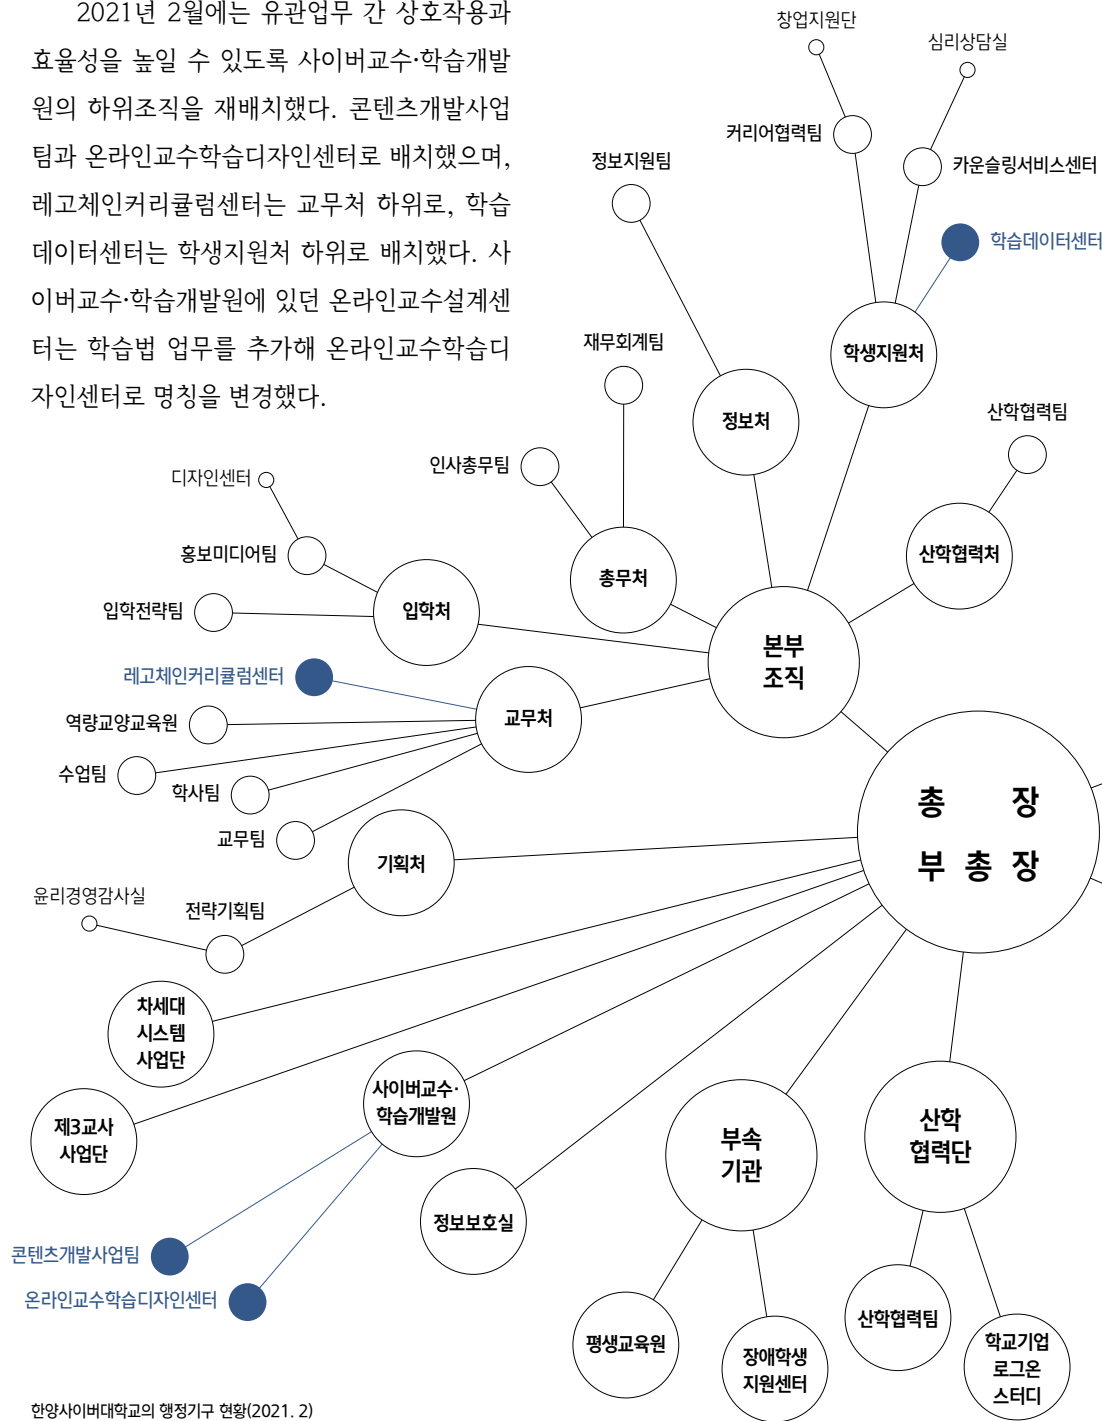 2021년 2월에는 유관업무 간 상호작용과
효율성을 높일 수 있도록 사이버교수·학습개발
원의 하위조직을 재배치했다. 콘텐츠개발사업
팀과 온라인교수학습디자인센터로 배치했으며,
레고체인커리큘럼센터는 교무처 하위로, 학습
데이터센터는 학생지원처 하위로 배치했다. 사
이버교수·학습개발원에 있던 온라인교수설계센
터는 학습법 업무를 추가해 온라인교수학습디
자인센터로 명칭을 변경했다.
창업지원단
심리상담실
커리어협력팀
카운슬링서비스센터
정보지원팀
학습데이터센터
재무회계팀
학생지원처
정보처
산학협력팀
인사총무팀
디자인센터
홍보미디어팀
총무처
산학협력처
입학전략팀
입학처
본부
조직
레고체인커리큘럼센터
역량교양교육원
교무처
수업팀
학사팀
교무팀
총 장
부 총 장
기획처
윤리경영감사실
전략기획팀
차세대
시스템
사업단
제3교사
사업단
사이버교수·
학습개발원
부속
기관
산학
협력단
정보보호실
콘텐츠개발사업팀
온라인교수학습디자인센터
평생교육원
장애학생
지원센터
산학협력팀
학교기업
로그온
스터디
한양사이버대학교의 행정기구 현황(2021. 2)